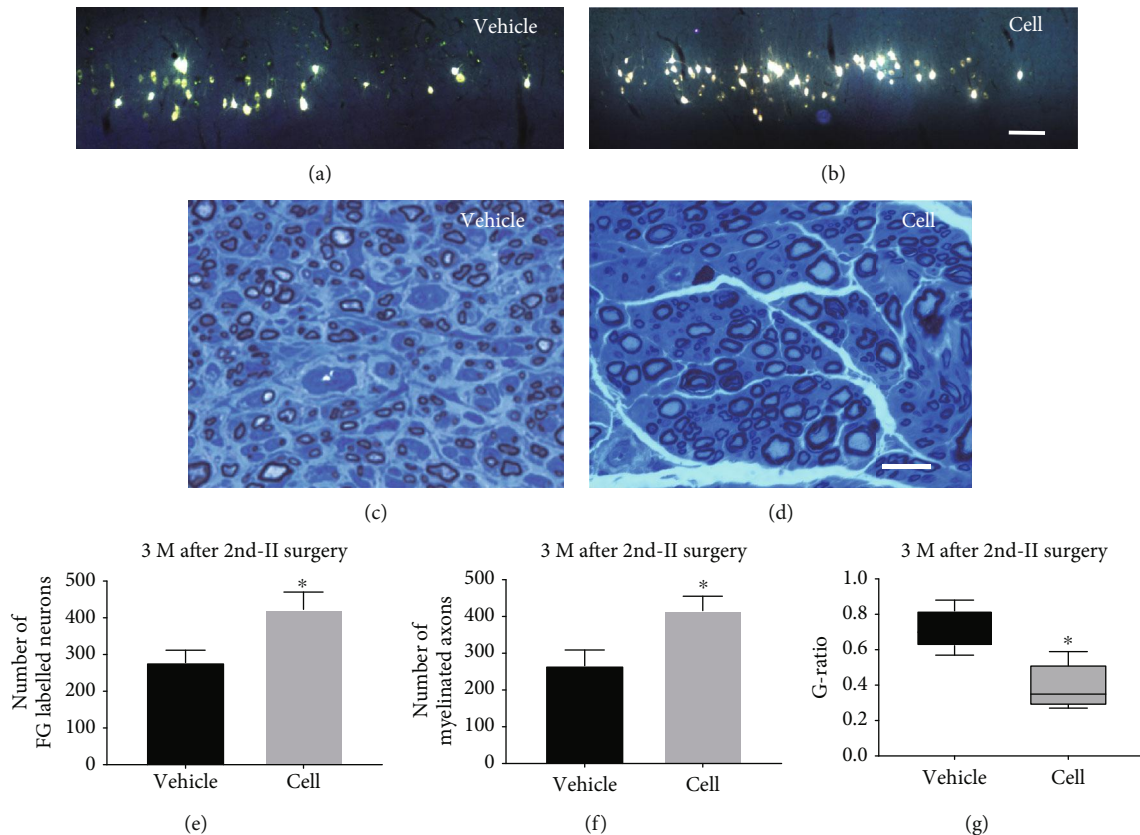 Vehicle
Cell
(a)
(b)
Vehicle
Cell
(c)
(d)
3 M after 2nd-II surgery
Number of
FG labelled neurons
500
400
300
200
100
0
*
Vehicle
Cell
(e)
3 M after 2nd-II surgery
Number of
myelinated axons
500
400
300
200
100
0
*
Vehicle
Cell
(f)
3 M after 2nd-II surgery
G-ratio
1.0
0.8
0.6
0.4
0.2
0.0
*
Vehicle
Cell
(g)